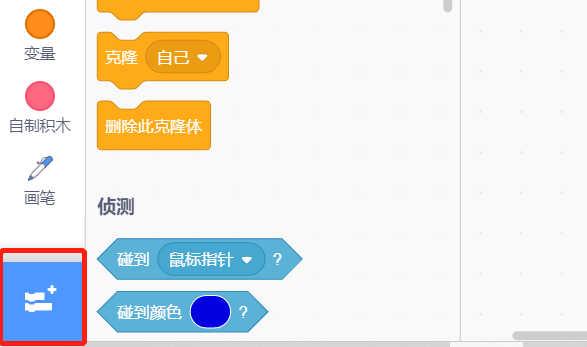 变量
自制积木
画笔
克隆 自己
删除此克隆体
侦测
碰到 鼠标指针 ?
碰到颜色 ?